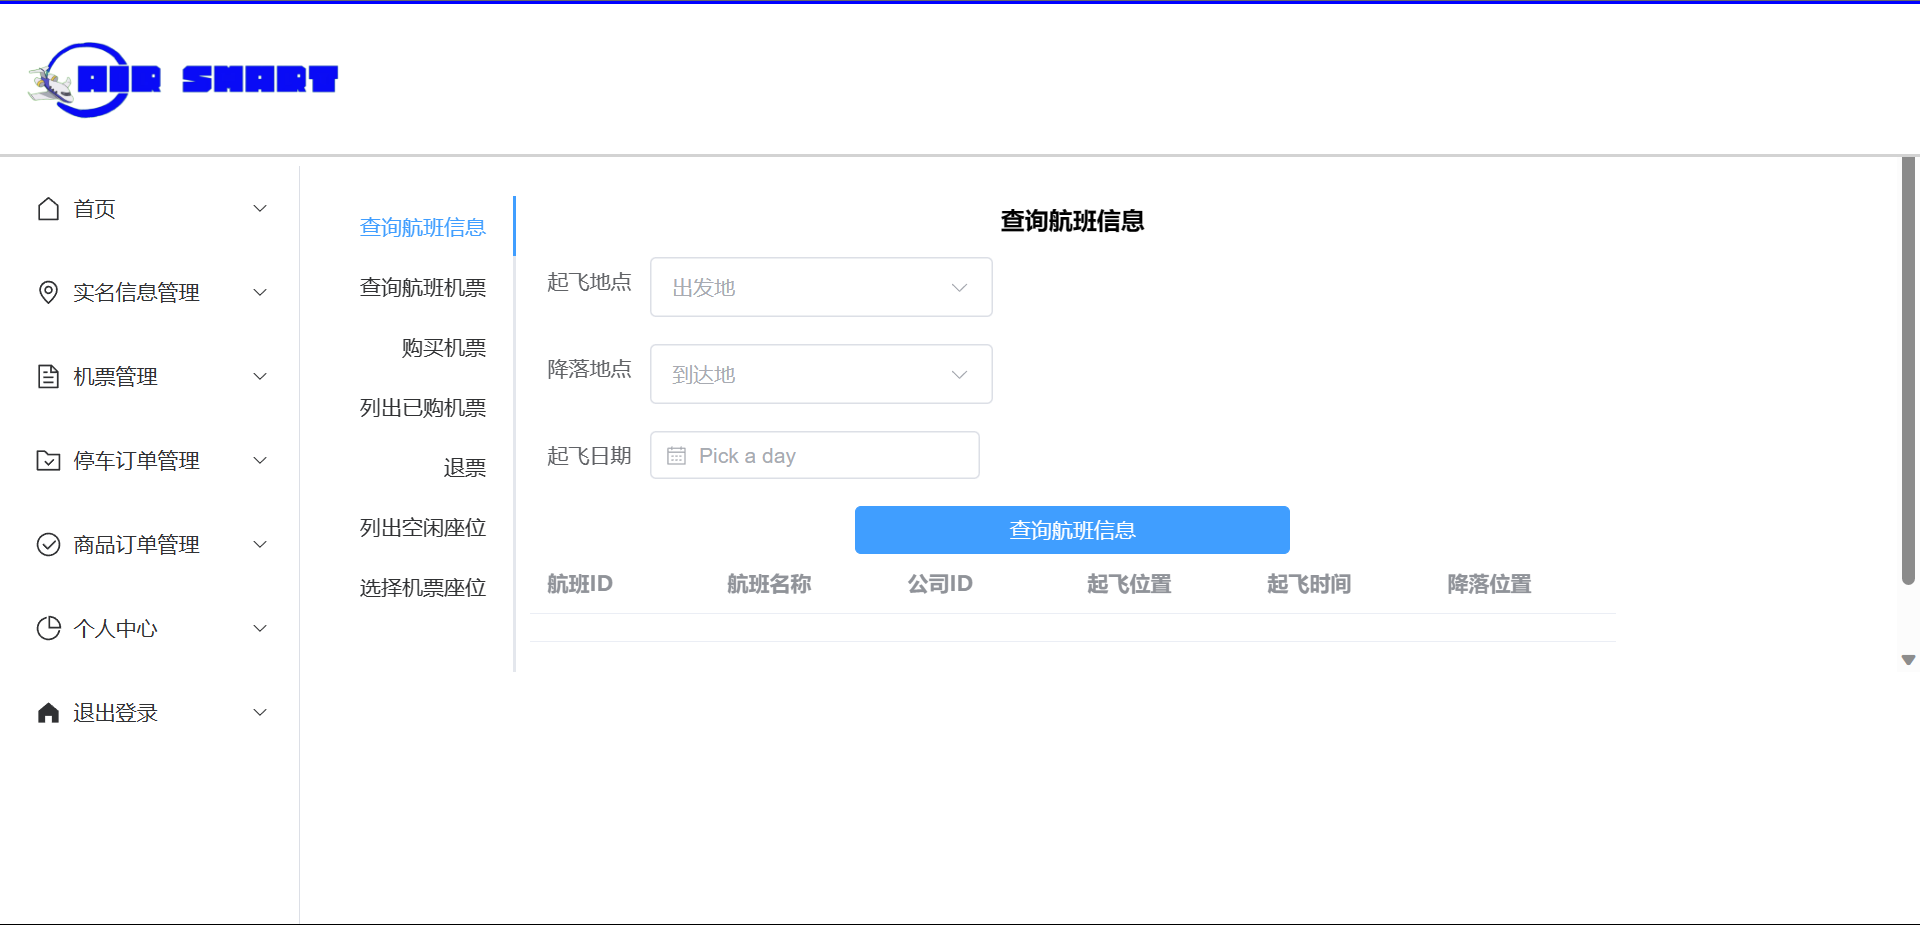 AIR SMART
首页
实名信息管理
机票管理
停车订单管理
商品订单管理
个人中心
退出登录
查询航班信息
查询航班机票
购买机票
列出已购机票
退票
列出空闲座位
选择机票座位
查询航班信息
起飞地点 出发地
降落地点 到达地
起飞日期 Pick a day
查询航班信息
航班ID 航班名称 公司ID 起飞位置 起飞时间 降落位置